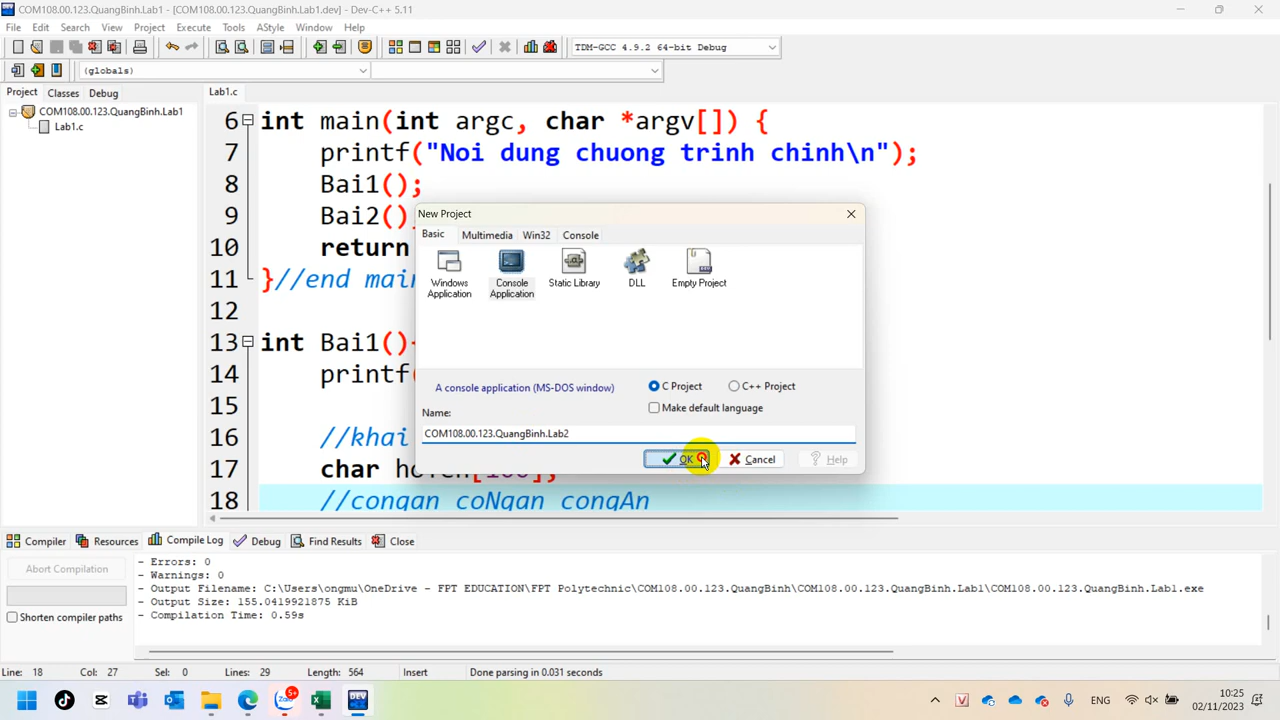 COM108.00.123.QuangBinh.Lab1 - [COM108.00.123.QuangBinh.Lab1.dev] - Dev-C++ 5.11
File Edit Search View Project Execute Tools AStyle Window Help
TDM-GCC 4.9.2 64-bit Debug
(globals)
Project Classes Debug
Lab1.c
COM108.00.123.QuangBinh.Lab1
Lab1.c
6 int main(int argc, char *argv[]) {
7 printf("Noi dung chuong trinh chinh\n");
8 Bai1();
9 Bai2()
10 return
11 }//end main
12
13 int Bai1(){
14 printf(
15
16 //khai
17 char
18 //congan coNgan congAn
New Project
Basic Multimedia Win32 Console
Windows Application
Console Application
Static Library
DLL
Empty Project
A console application (MS-DOS window)
C Project C++ Project
Make default language
Name:
COM108.00.123.QuangBinh.Lab2
OK Cancel Help
Compiler Resources Compile Log Debug Find Results Close
Abort Compilation
Shorten compiler paths
- Errors: 0
- Warnings: 0
- Output Filename: C:\Users\ongmu\OneDrive - FPT EDUCATION\FPT Polytechnic\COM108.00.123.QuangBinh\COM108.00.123.QuangBinh.Lab1\COM108.00.123.QuangBinh.Lab1.exe
- Output Size: 155.0419921875 KiB
- Compilation Time: 0.59s
Line: 18 Col: 27 Sel: 0 Lines: 29 Length: 564 Insert Done parsing in 0.031 seconds
5+
Zalo
DEV
V
ENG
10:25
02/11/2023